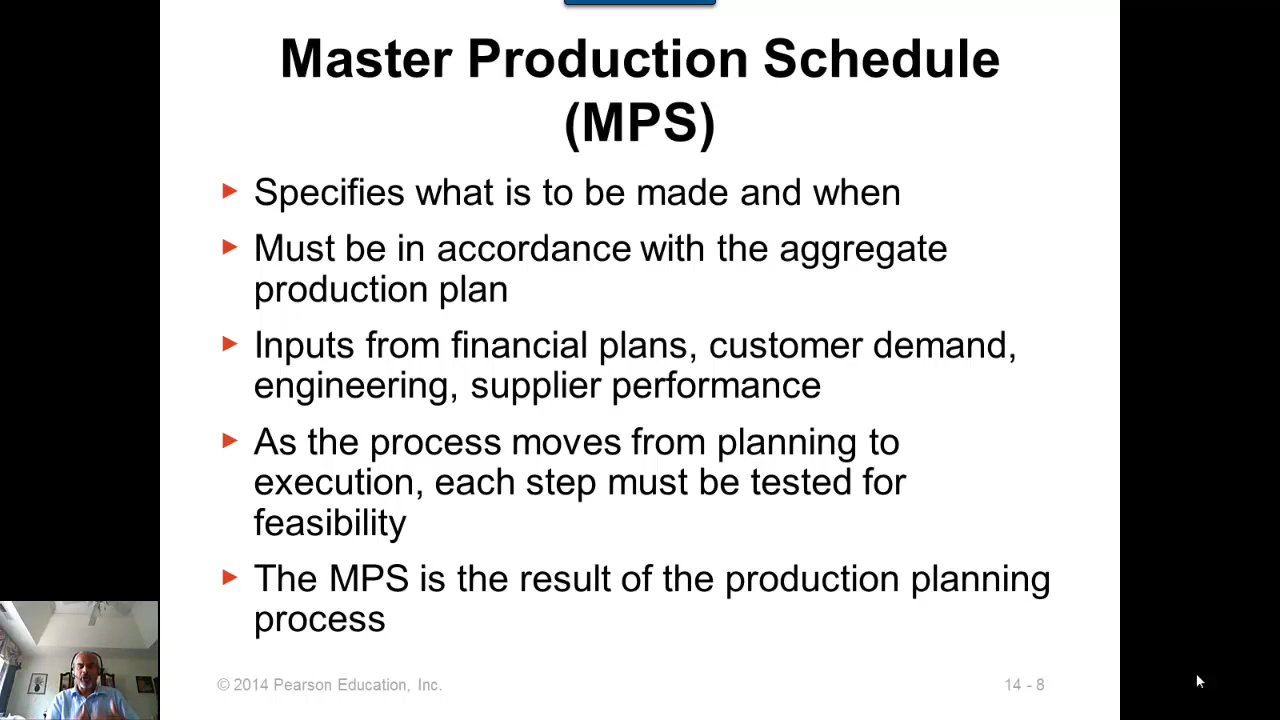 Master Production Schedule
(MPS)
Specifies what is to be made and when
Must be in accordance with the aggregate
production plan
Inputs from financial plans, customer demand,
engineering, supplier performance
As the process moves from planning to
execution, each step must be tested for
feasibility
The MPS is the result of the production planning
process
© 2014 Pearson Education, Inc.
14 - 8